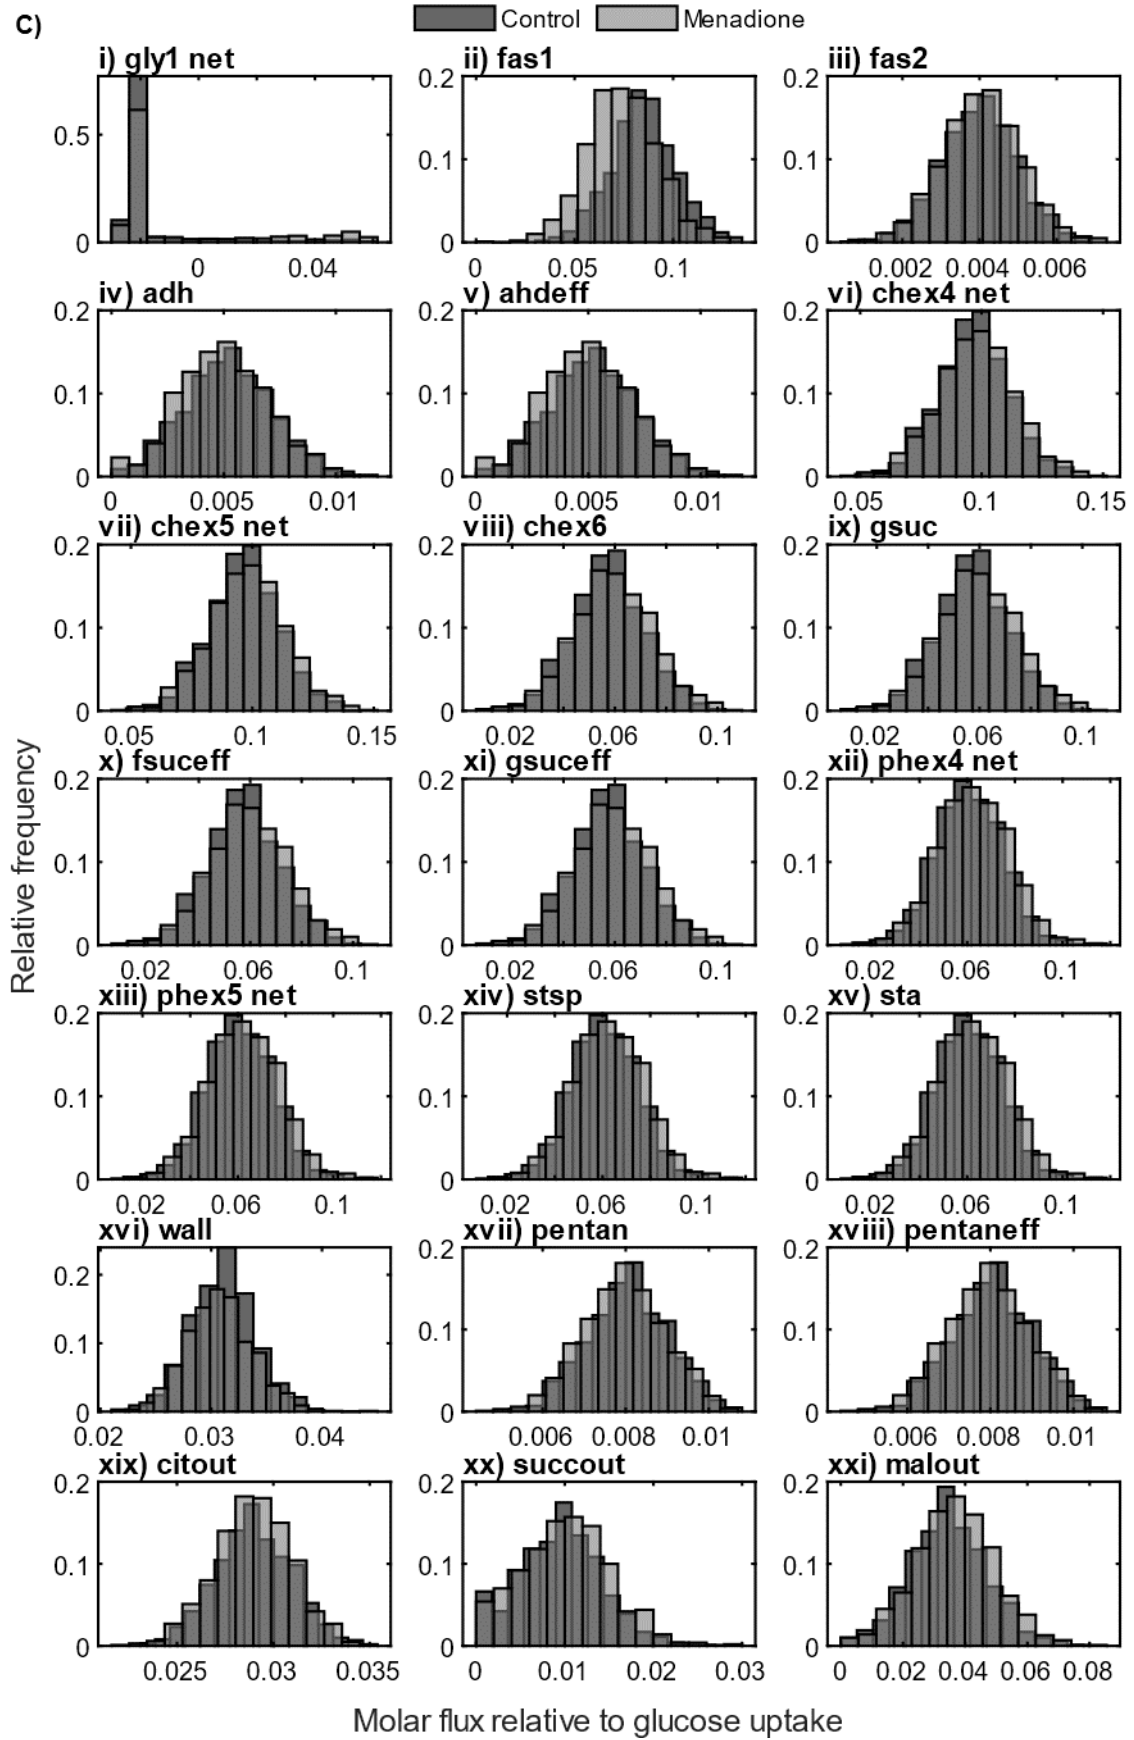 C)
Control Menadione
i) gly1 net ii) fas1 iii) fas2
0.5 0.2 0.2
0.1 0.1
0 0 0
0 0.04 0 0.05 0.1 0.002 0.004 0.006
iv) adh v) ahdeff vi) chex4 net
0.2 0.2 0.2
0.1 0.1 0.1
0 0 0
0 0.005 0.01 0 0.005 0.01 0.05 0.1 0.15
vii) chex5 net viii) chex6 ix) gsuc
0.2 0.2 0.2
0.1 0.1 0.1
0 0 0
0.05 0.1 0.15 0.02 0.06 0.1 0.02 0.06 0.1
Relative frequency
x) fsuceff xi) gsuceff xii) phex4 net
0.2 0.2 0.2
0.1 0.1 0.1
0 0 0
0.02 0.06 0.1 0.02 0.06 0.1 0.02 0.06 0.1
xiii) phex5 net xiv) stsp xv) sta
0.2 0.2 0.2
0.1 0.1 0.1
0 0 0
0.02 0.06 0.1 0.02 0.06 0.1 0.02 0.06 0.1
xvi) wall xvii) pentan xviii) pentaneff
0.2 0.2 0.2
0.1 0.1 0.1
0 0 0
0.02 0.03 0.04 0.006 0.008 0.01 0.006 0.008 0.01
xix) citout xx) succout xxi) malout
0.2 0.2 0.2
0.1 0.1 0.1
0 0 0
0.025 0.03 0.035 0 0.01 0.02 0.03 0 0.02 0.04 0.06 0.08
Molar flux relative to glucose uptake